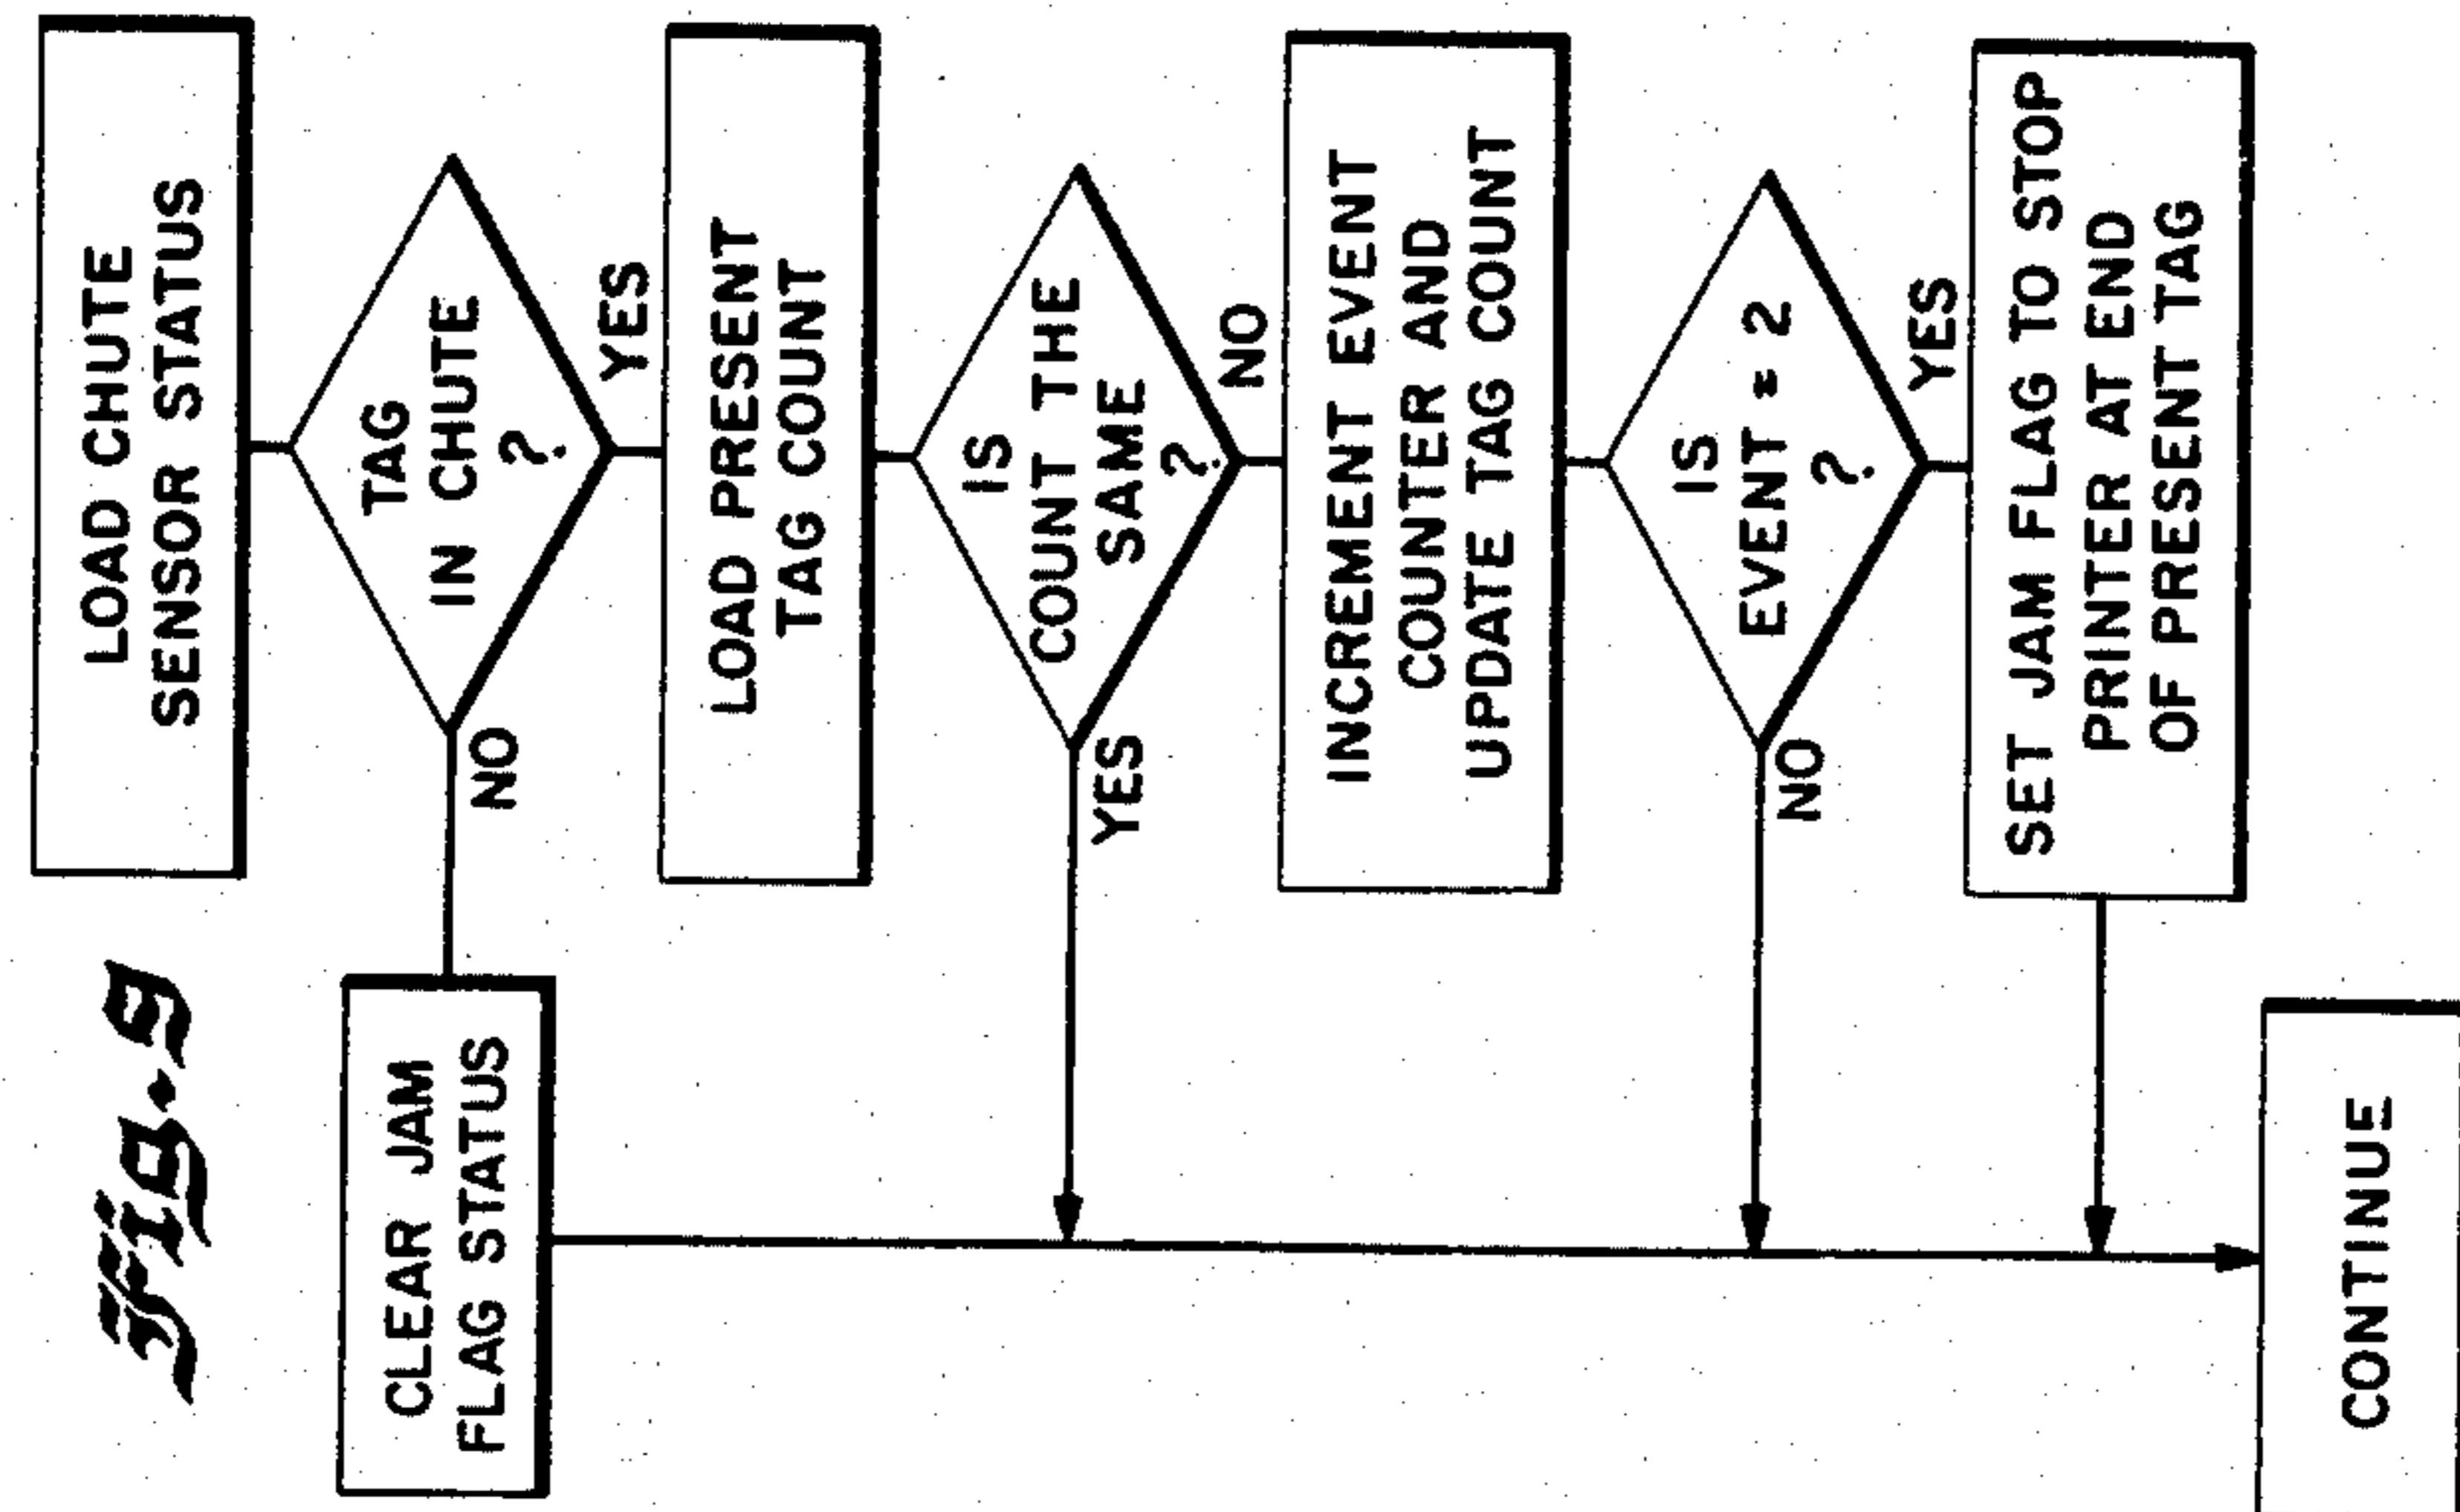 Fig. 9
LOAD CHUTE
SENSOR STATUS
TAG
IN CHUTE
?
NO
YES
CLEAR JAM
FLAG STATUS
LOAD PRESENT
TAG COUNT
IS
COUNT THE
SAME
?
YES
NO
INCREMENT EVENT
COUNTER AND
UPDATE TAG COUNT
IS
EVENT = 2
?
NO
YES
SET JAM FLAG TO STOP
PRINTER AT END
OF PRESENT TAG
CONTINUE